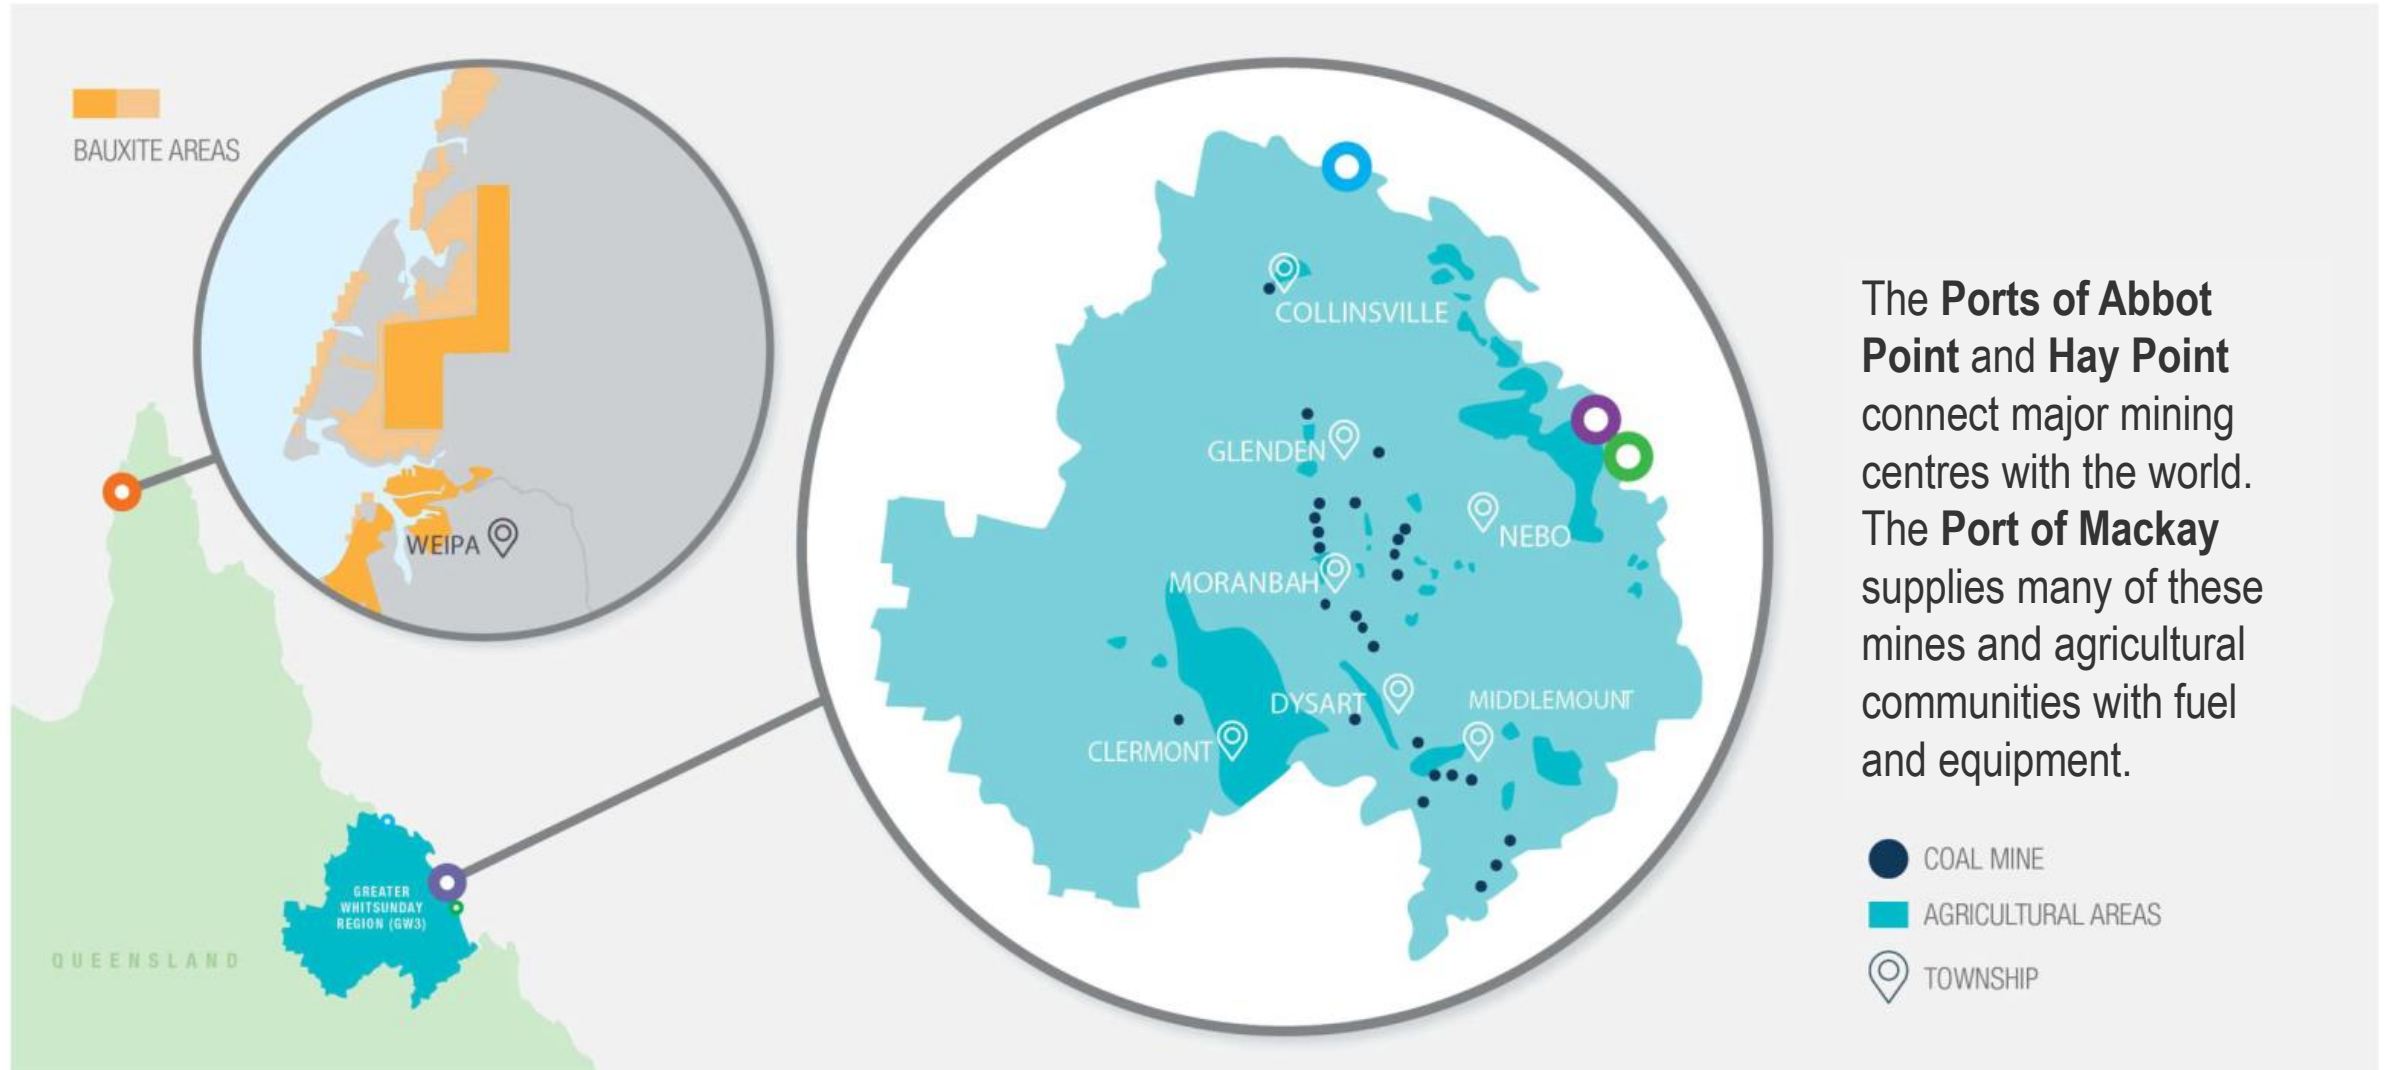 BAUXITE AREAS
WEIPA
QUEENSLAND
GREATER
WHITSUNDAY
REGION (GW3)
COLLINSVILLE
GLENDEN
NEBO
MORANBAH
DYSART
MIDDLEMOUNT
CLERMONT
The Ports of Abbot
Point and Hay Point
connect major mining
centres with the world.
The Port of Mackay
supplies many of these
mines and agricultural
communities with fuel
and equipment.
COAL MINE
AGRICULTURAL AREAS
TOWNSHIP